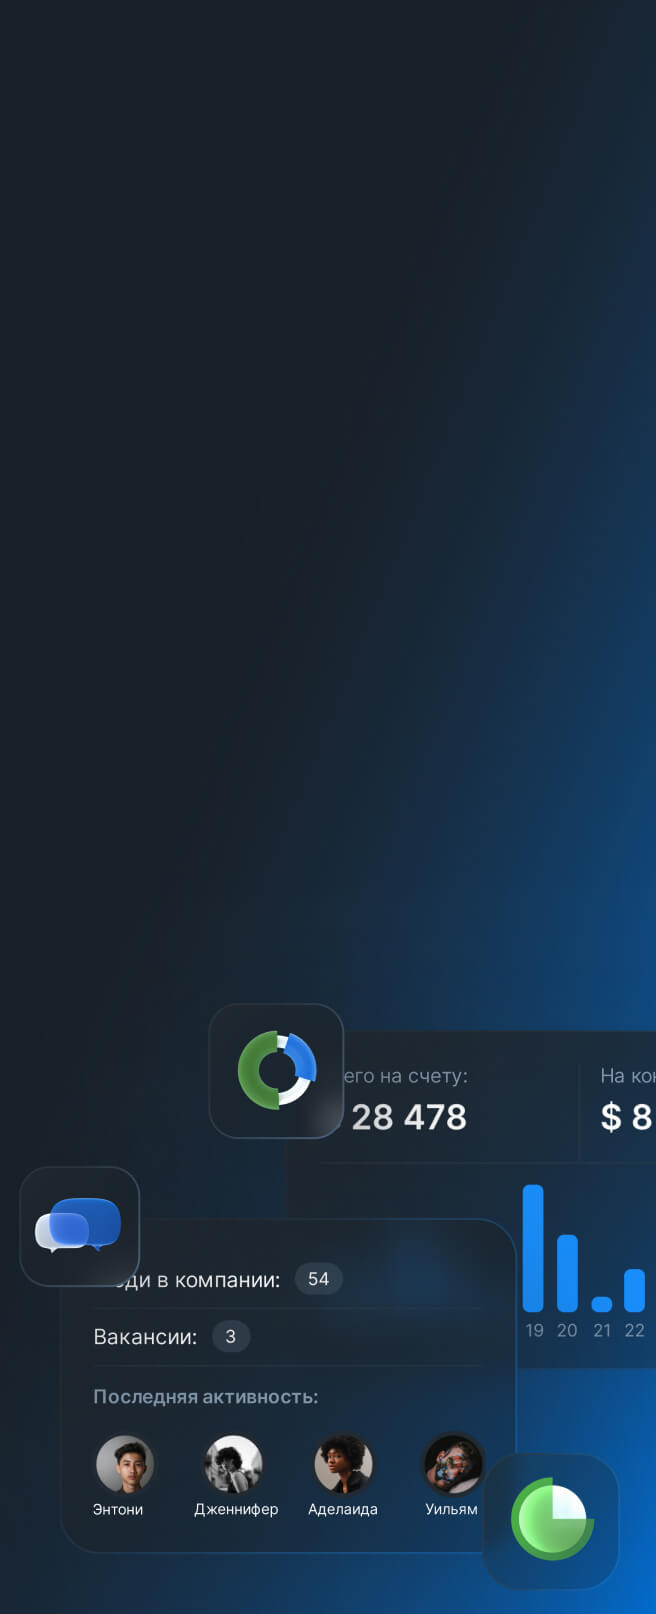 его на счету:
28 478
На ко
$ 8
19 20 21 22
ди в компании:
54
Вакансии:
3
Последняя активность:
Энтони Дженнифер Аделаида Уильям